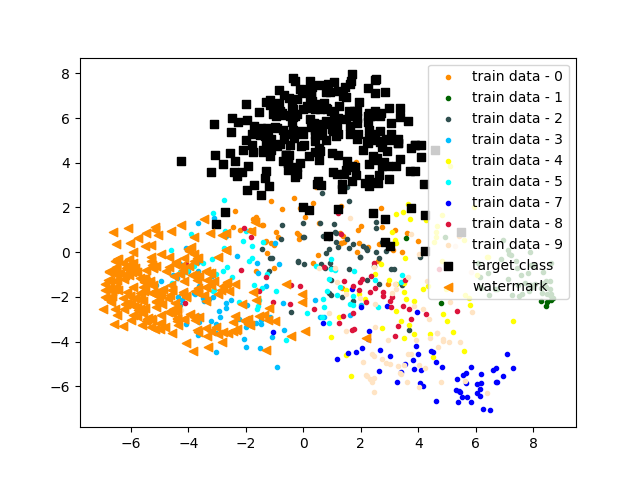 8
6
4
2
0
−2
−4
−6
−6 −4 −2 0 2 4 6 8
train data - 0
train data - 1
train data - 2
train data - 3
train data - 4
train data - 5
train data - 7
train data - 8
train data - 9
target class
watermark